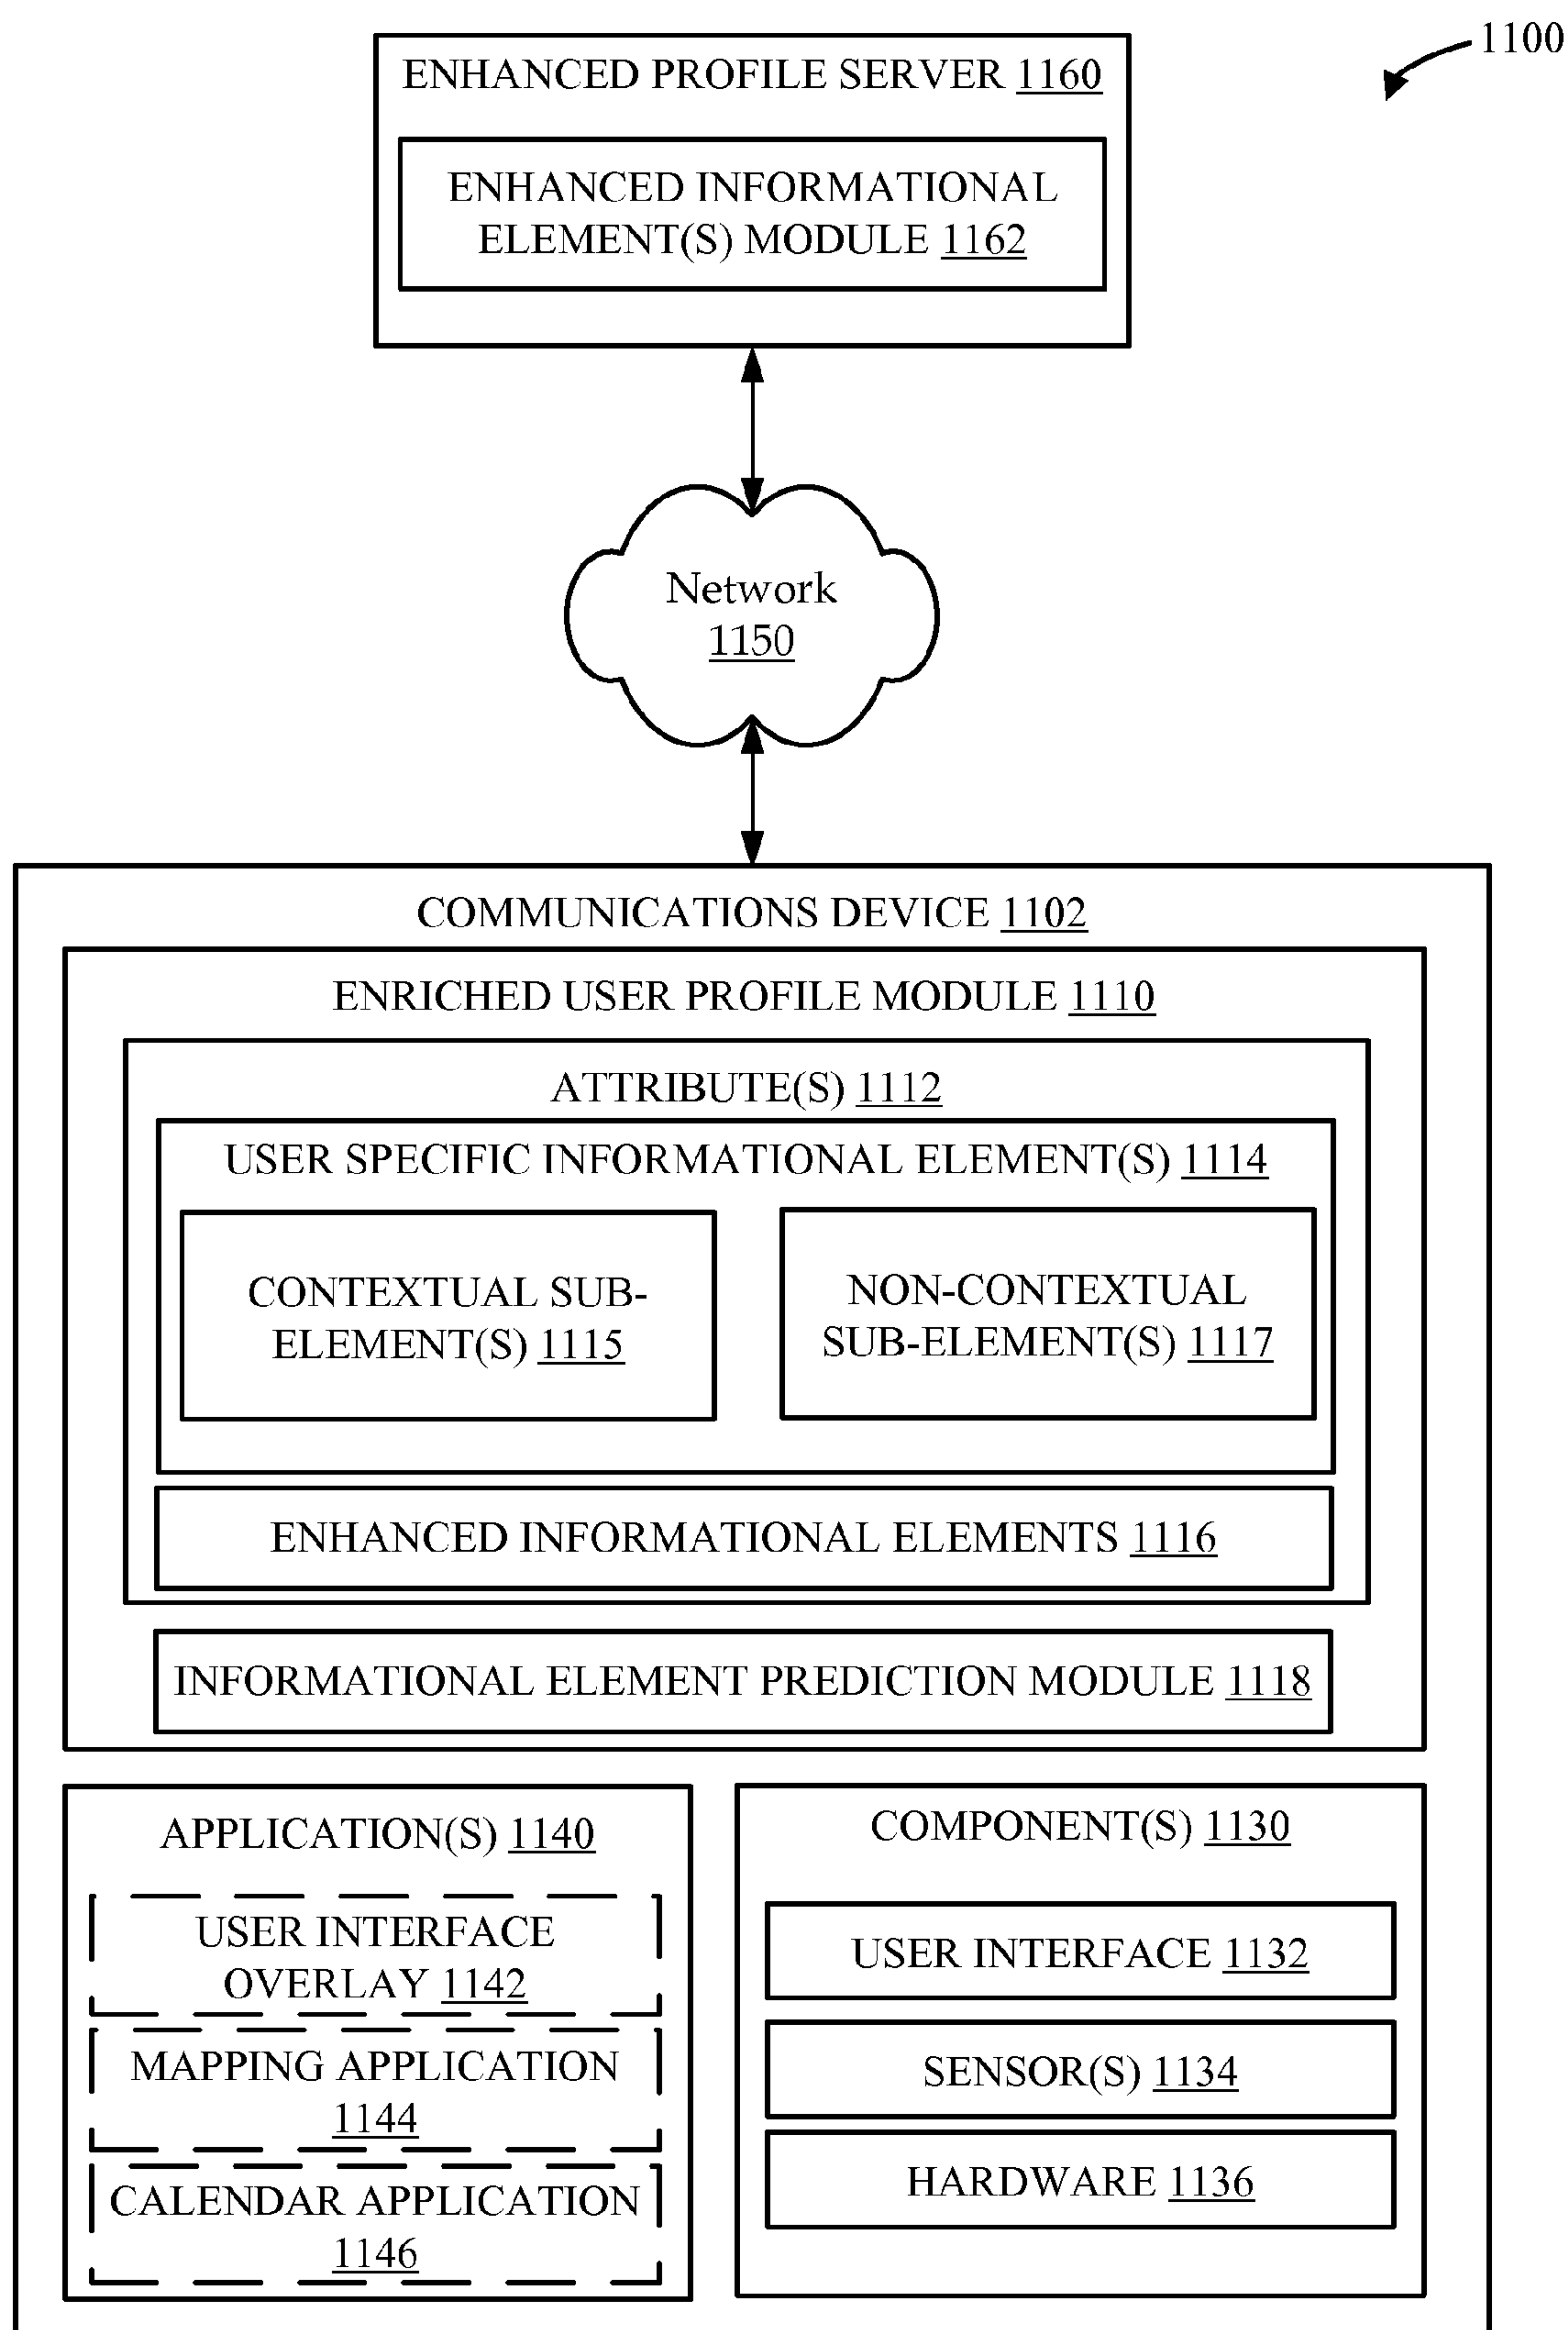 1100
ENHANCED PROFILE SERVER 1160
ENHANCED INFORMATIONAL
ELEMENT(S) MODULE 1162
Network
1150
COMMUNICATIONS DEVICE 1102
ENRICHED USER PROFILE MODULE 1110
ATTRIBUTE(S) 1112
USER SPECIFIC INFORMATIONAL ELEMENT(S) 1114
CONTEXTUAL SUB-
ELEMENT(S) 1115
NON-CONTEXTUAL
SUB-ELEMENT(S) 1117
ENHANCED INFORMATIONAL ELEMENTS 1116
INFORMATIONAL ELEMENT PREDICTION MODULE 1118
APPLICATION(S) 1140
USER INTERFACE
OVERLAY 1142
MAPPING APPLICATION
1144
CALENDAR APPLICATION
1146
COMPONENT(S) 1130
USER INTERFACE 1132
SENSOR(S) 1134
HARDWARE 1136